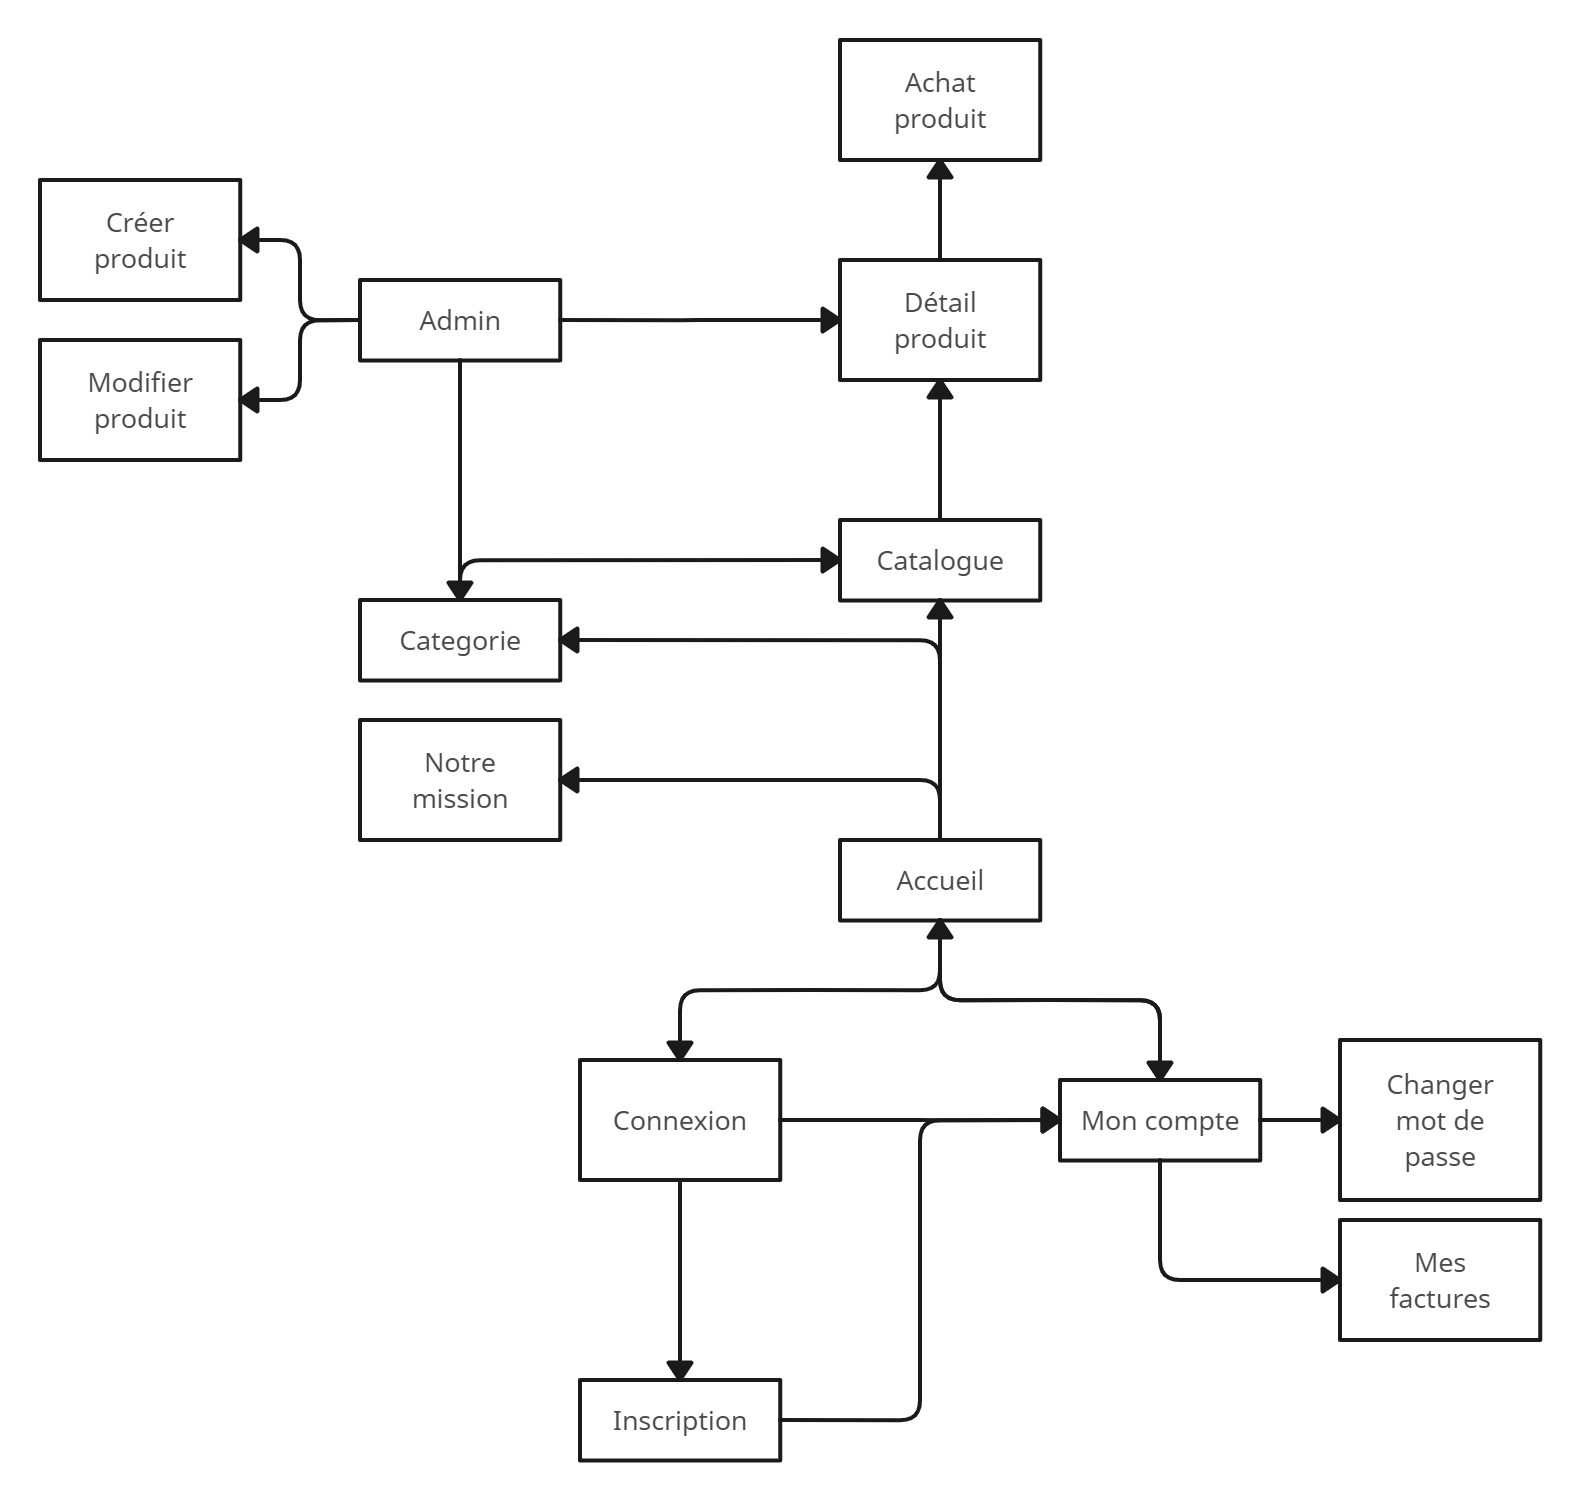 Achat
produit
Créer
produit
Admin
Détail
produit
Modifier
produit
Catalogue
Categorie
Notre
mission
Accueil
Connexion
Mon compte
Changer
mot de
passe
Mes
factures
Inscription